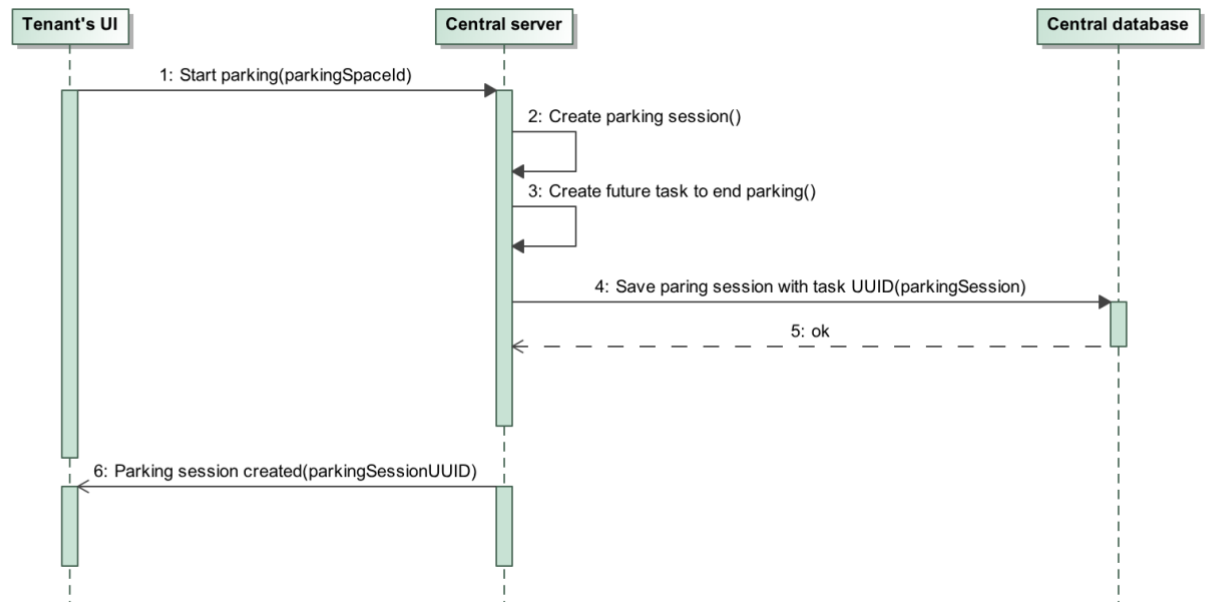 Tenant's UI
Central server
Central database
1: Start parking(parkingSpaceId)
2: Create parking session()
3: Create future task to end parking()
4: Save paring session with task UUID(parkingSession)
5: ok
6: Parking session created(parkingSessionUUID)